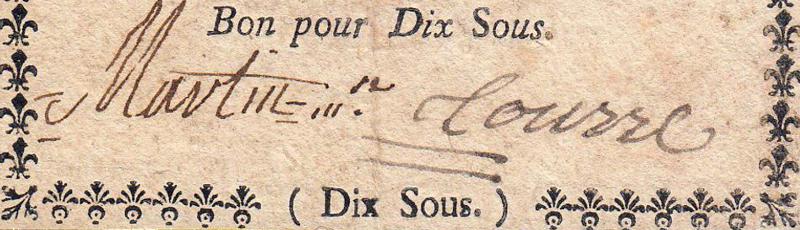 Bon pour Dix Sous.
Martin
( Dix Sous. )